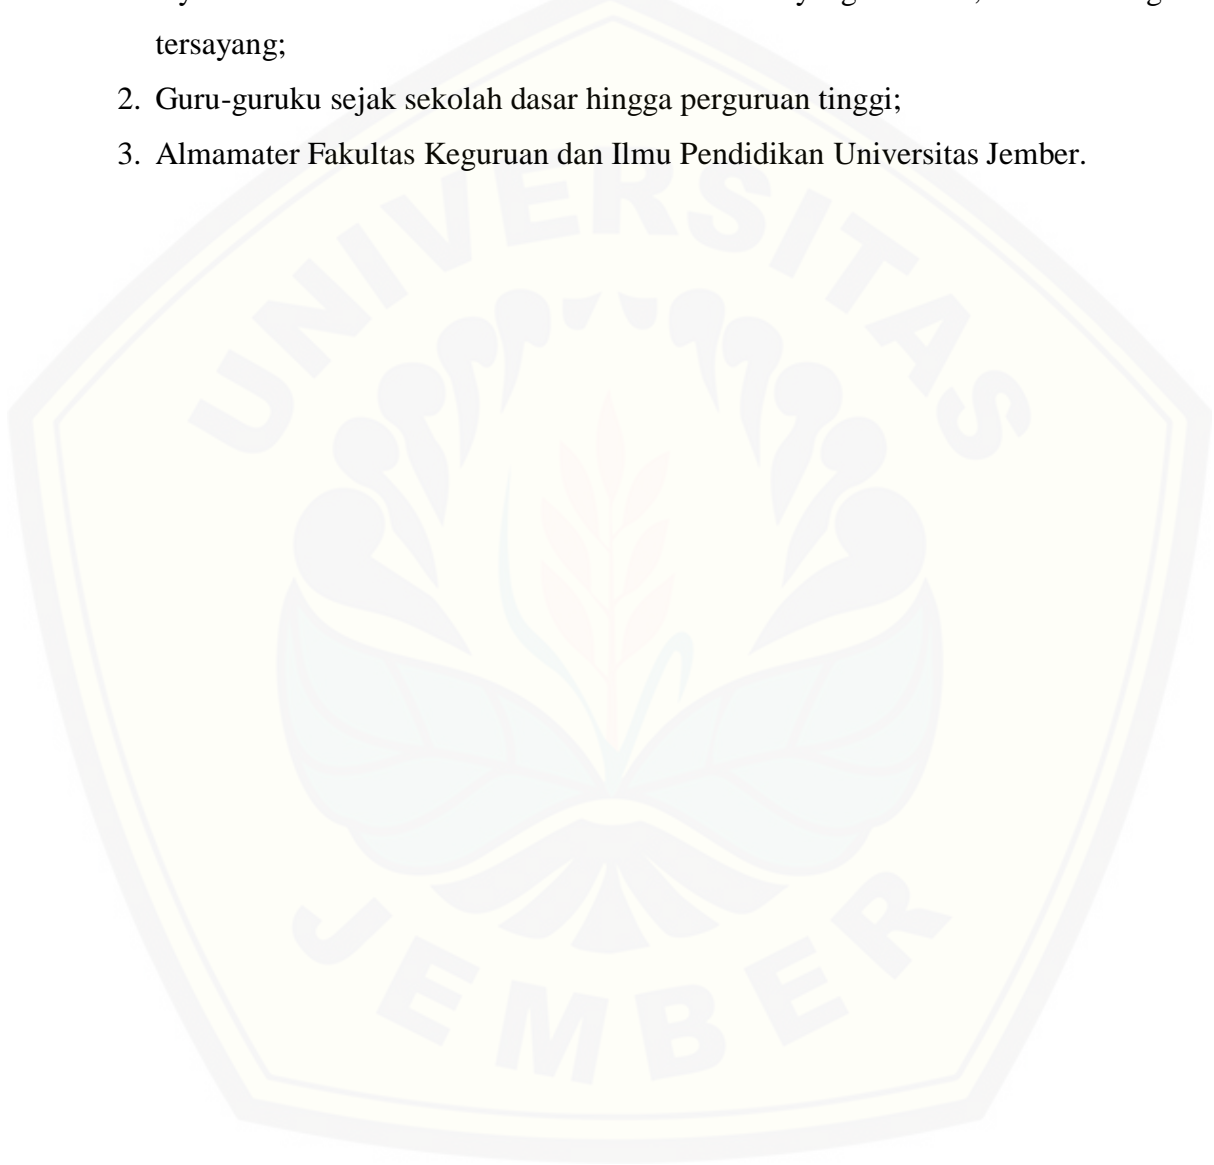 tersayang;
2. Guru-guruku sejak sekolah dasar hingga perguruan tinggi;
3. Almamater Fakultas Keguruan dan Ilmu Pendidikan Universitas Jember.
UNIVERSITAS
JEMBER